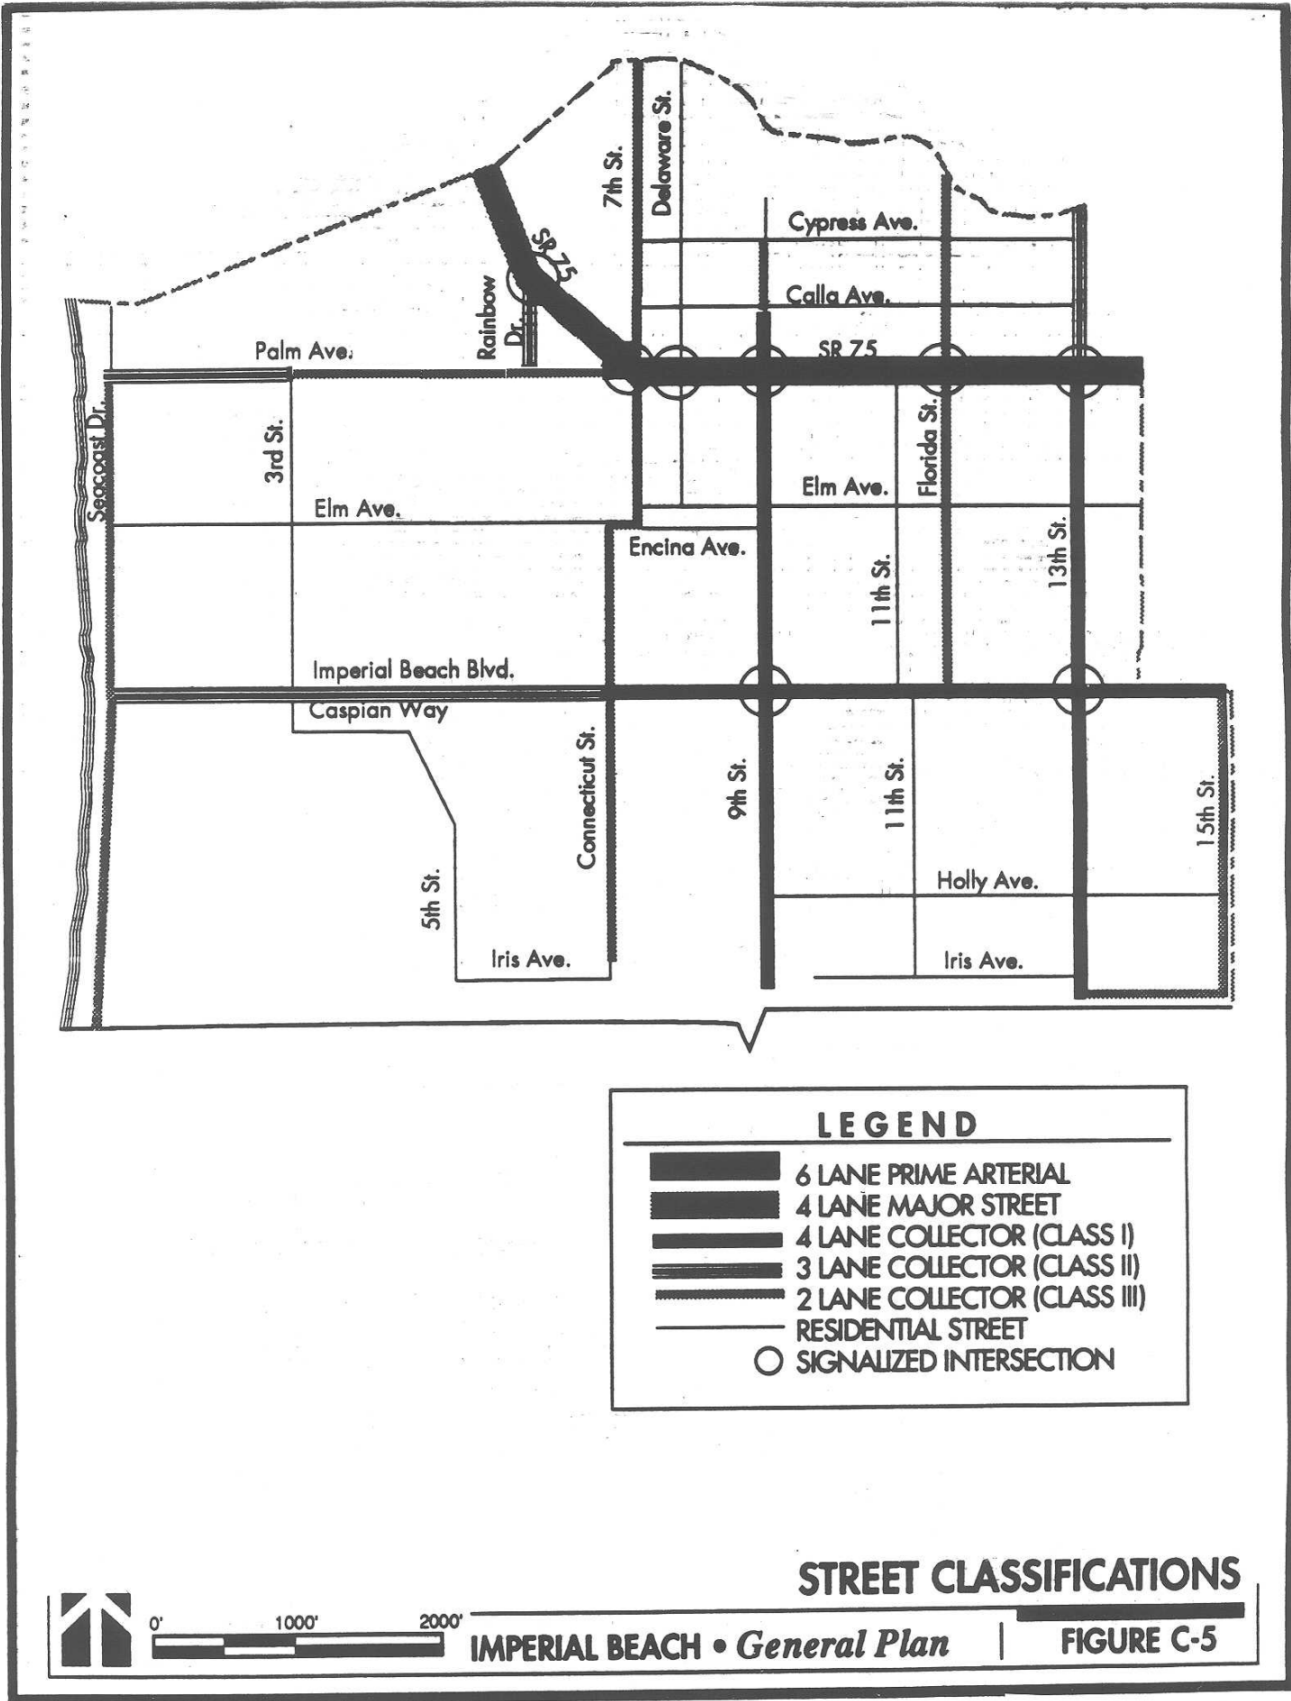 7th St.
Delaware St.
Cypress Ave.
SR 75
Calla Ave.
Rainbow
Dr.
Palm Ave.
SR 75
Seacoast Dr.
3rd St.
Florida St.
Elm Ave.
Elm Ave.
Encina Ave.
11th St.
13th St.
Imperial Beach Blvd.
Caspian Way
Connecticut St.
9th St.
11th St.
15th St.
5th St.
Holly Ave.
Iris Ave.
Iris Ave.
LEGEND
6 LANE PRIME ARTERIAL
4 LANE MAJOR STREET
4 LANE COLLECTOR (CLASS I)
3 LANE COLLECTOR (CLASS II)
2 LANE COLLECTOR (CLASS III)
RESIDENTIAL STREET
SIGNALIZED INTERSECTION
STREET CLASSIFICATIONS
0' 1000' 2000'
IMPERIAL BEACH • General Plan
FIGURE C-5